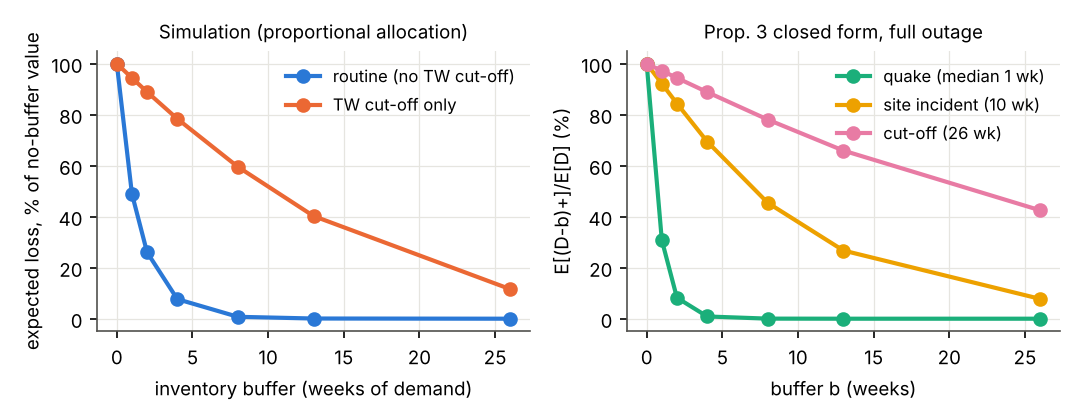 Simulation (proportional allocation)
expected loss, % of no-buffer value
100
80
60
40
20
0
routine (no TW cut-off)
TW cut-off only
0 5 10 15 20 25
inventory buffer (weeks of demand)
Prop. 3 closed form, full outage
E[(D-b)+]/E[D] (%)
100
80
60
40
20
0
quake (median 1 wk)
site incident (10 wk)
cut-off (26 wk)
0 5 10 15 20 25
buffer b (weeks)